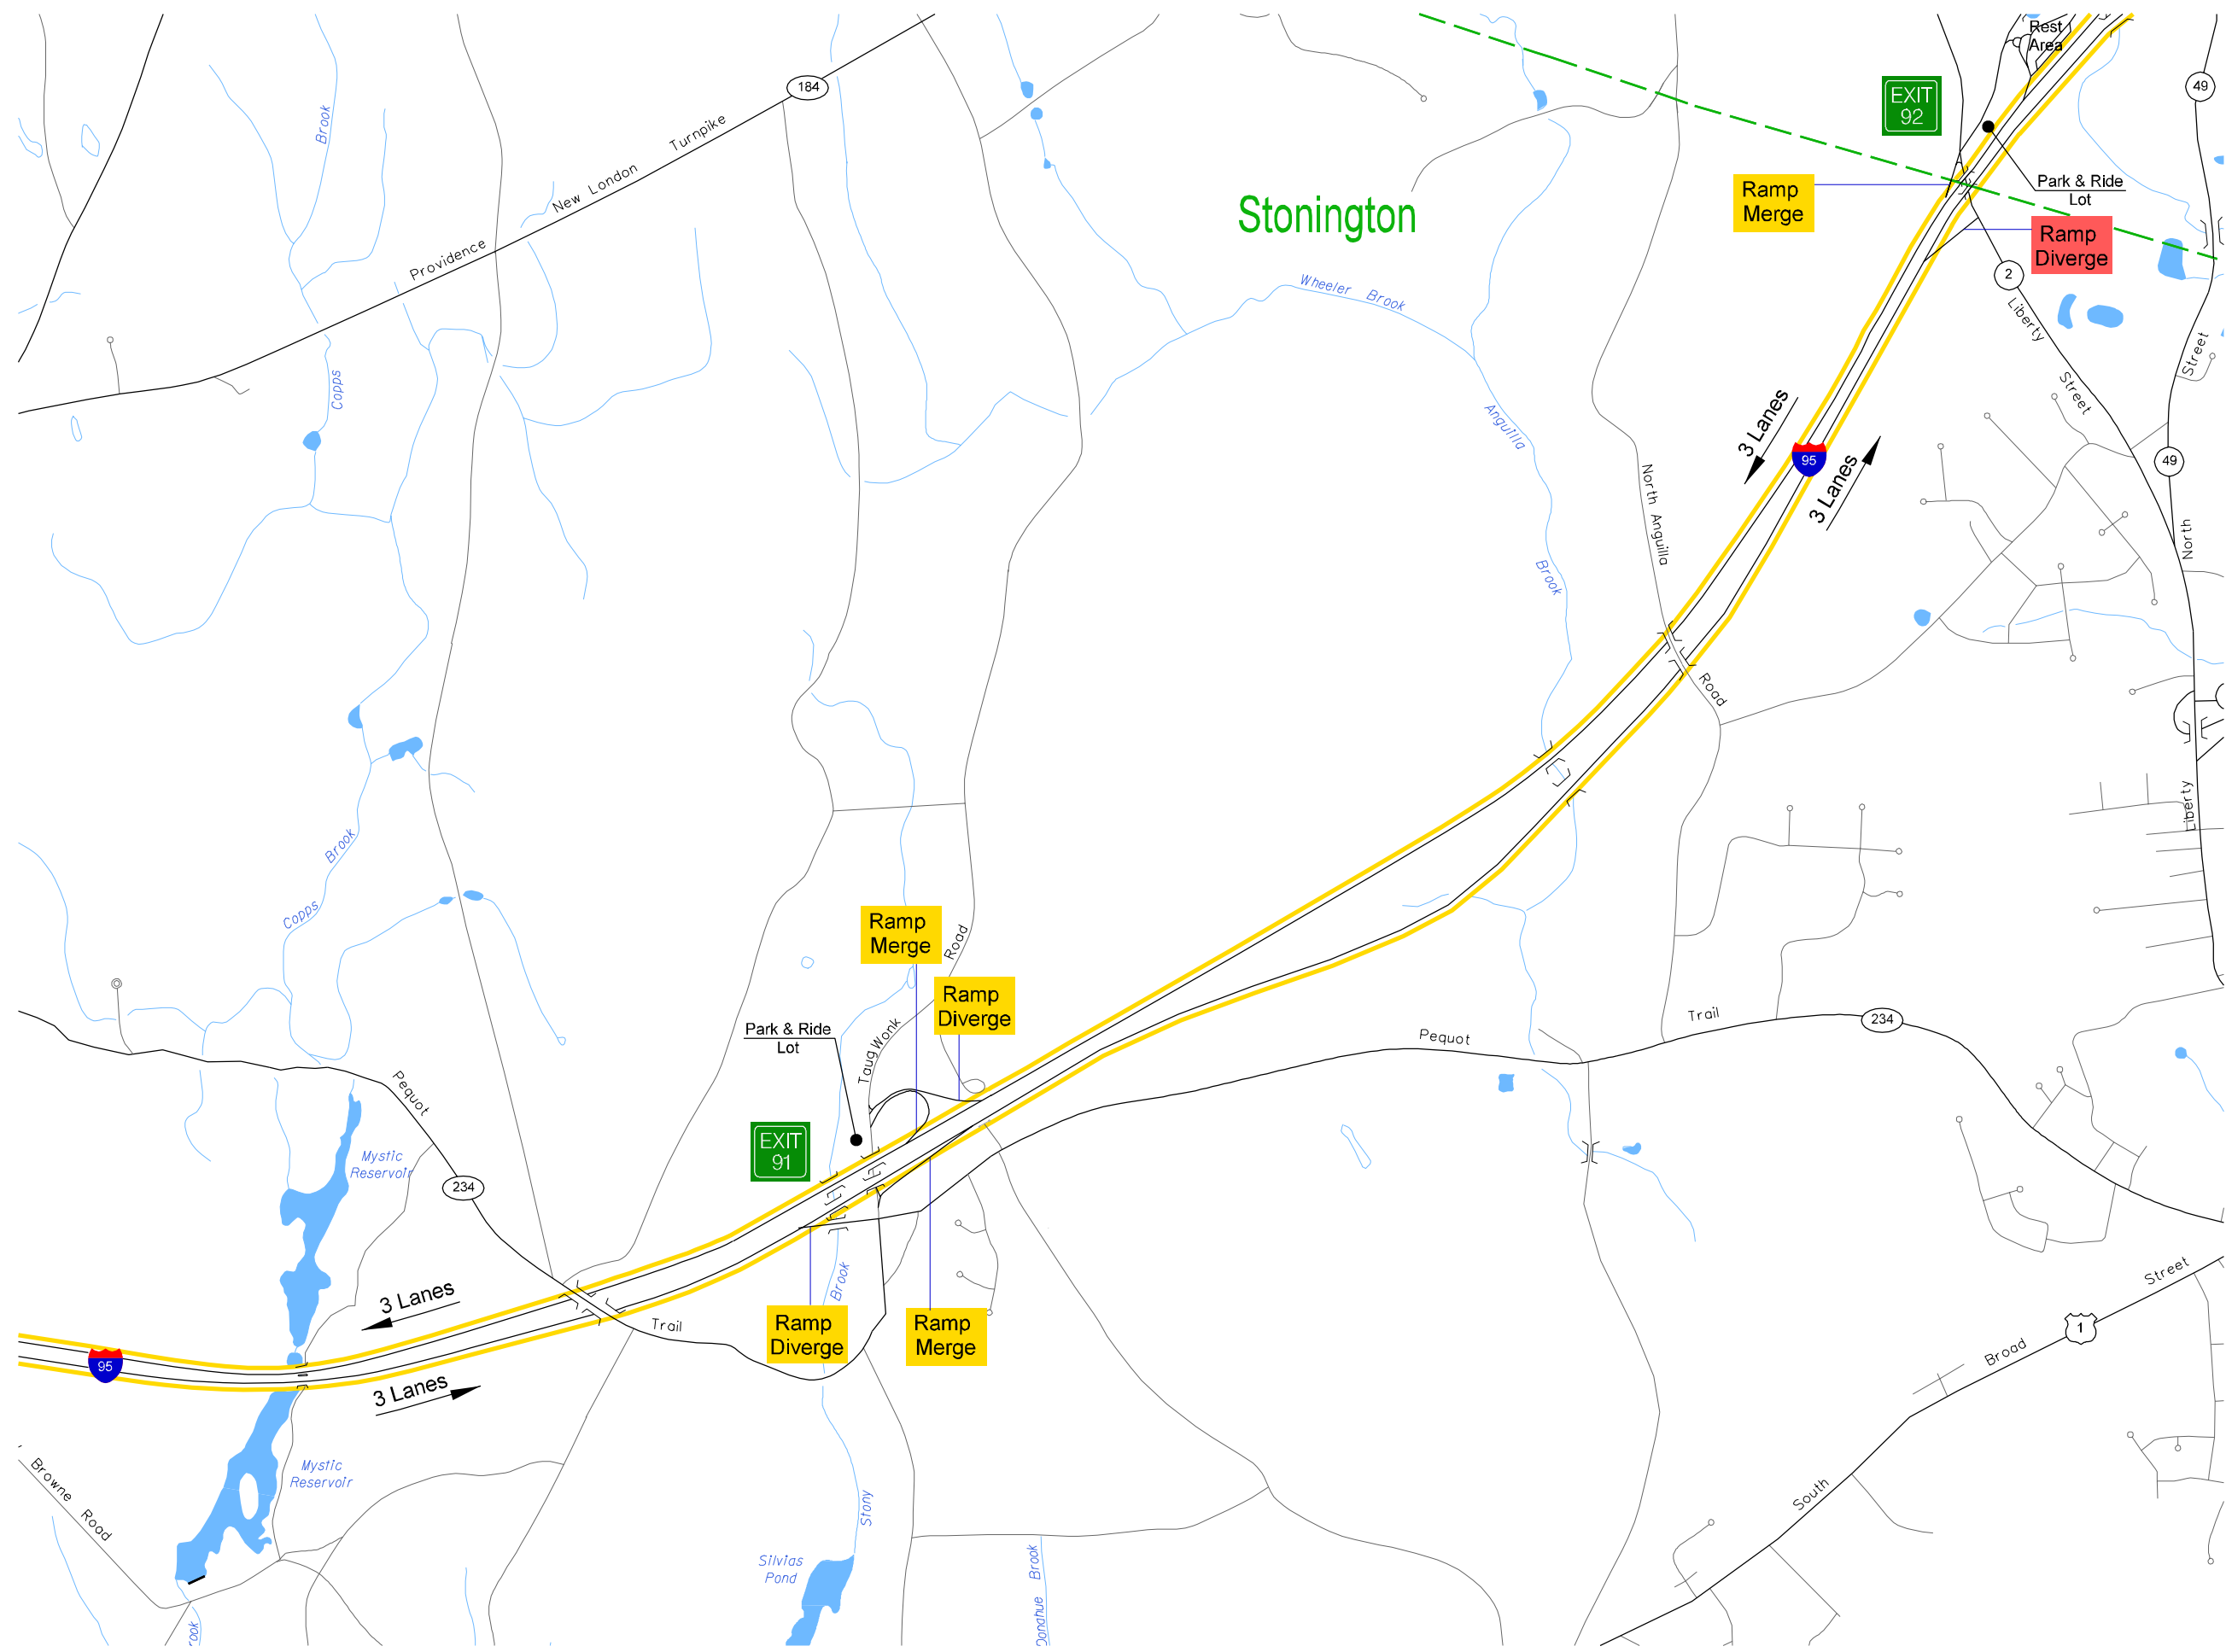 Rest
Area
49
184
EXIT
92
Brook
New London
Turnpike
Ramp
Merge
Park & Ride
Lot
Stonington
Providence
Ramp
Diverge
2
Wheeler Brook
Liberty
Street
Copps
Street
3 Lanes
Anguilla
95
49
3 Lanes
North Anguilla
North
Brook
Road
Liberty
Brook
Copps
Ramp
Merge
Road
Ramp
Diverge
Trail
234
Park & Ride
Lot
Taug Wonk
Pequot
Pequot
EXIT
91
Mystic
Reservoir
234
Street
Brook
3 Lanes
Ramp
Diverge
Ramp
Merge
Trail
1
Broad
95
3 Lanes
Mystic
Reservoir
Browne Road
South
Stony
Silvias
Pond
Donahue Brook
rook